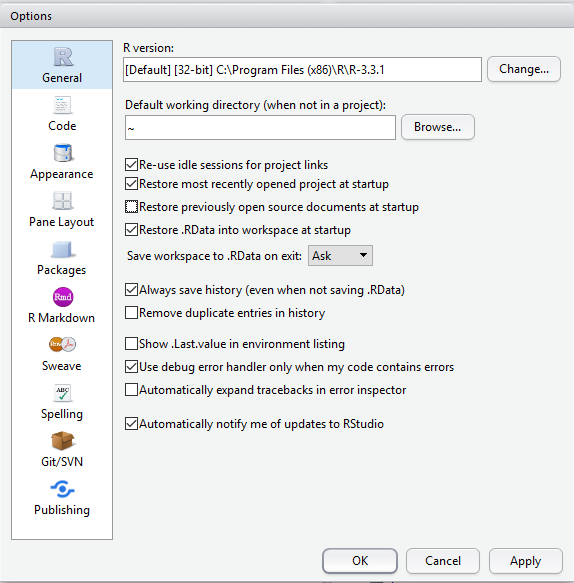 Options
R
General
Code
Appearance
Pane Layout
Packages
Rmd
R Markdown
Rnw
Sweave
ABC
Spelling
Git/SVN
Publishing
R version:
[Default] [32-bit] C:\Program Files (x86)\R\R-3.3.1
Change...
Default working directory (when not in a project):
~
Browse...
Re-use idle sessions for project links
Restore most recently opened project at startup
Restore previously open source documents at startup
Restore .RData into workspace at startup
Save workspace to .RData on exit: Ask
Always save history (even when not saving .RData)
Remove duplicate entries in history
Show .Last.value in environment listing
Use debug error handler only when my code contains errors
Automatically expand tracebacks in error inspector
Automatically notify me of updates to RStudio
OK
Cancel
Apply